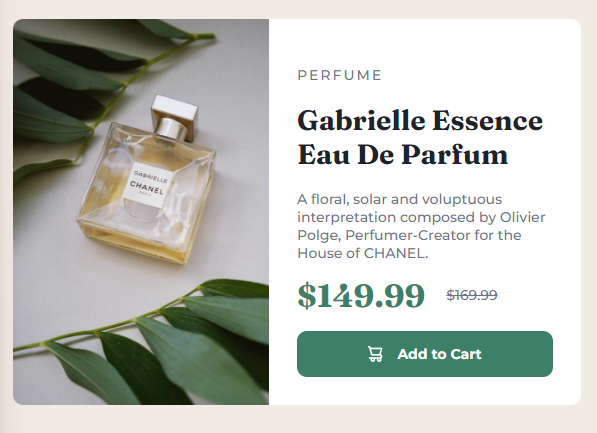 GABRIELLE
CHANEL
PARIS
PERFUME
Gabrielle Essence
Eau De Parfum
A floral, solar and voluptuous
interpretation composed by Olivier
Polge, Perfumer-Creator for the
House of CHANEL.
$149.99 $169.99
Add to Cart